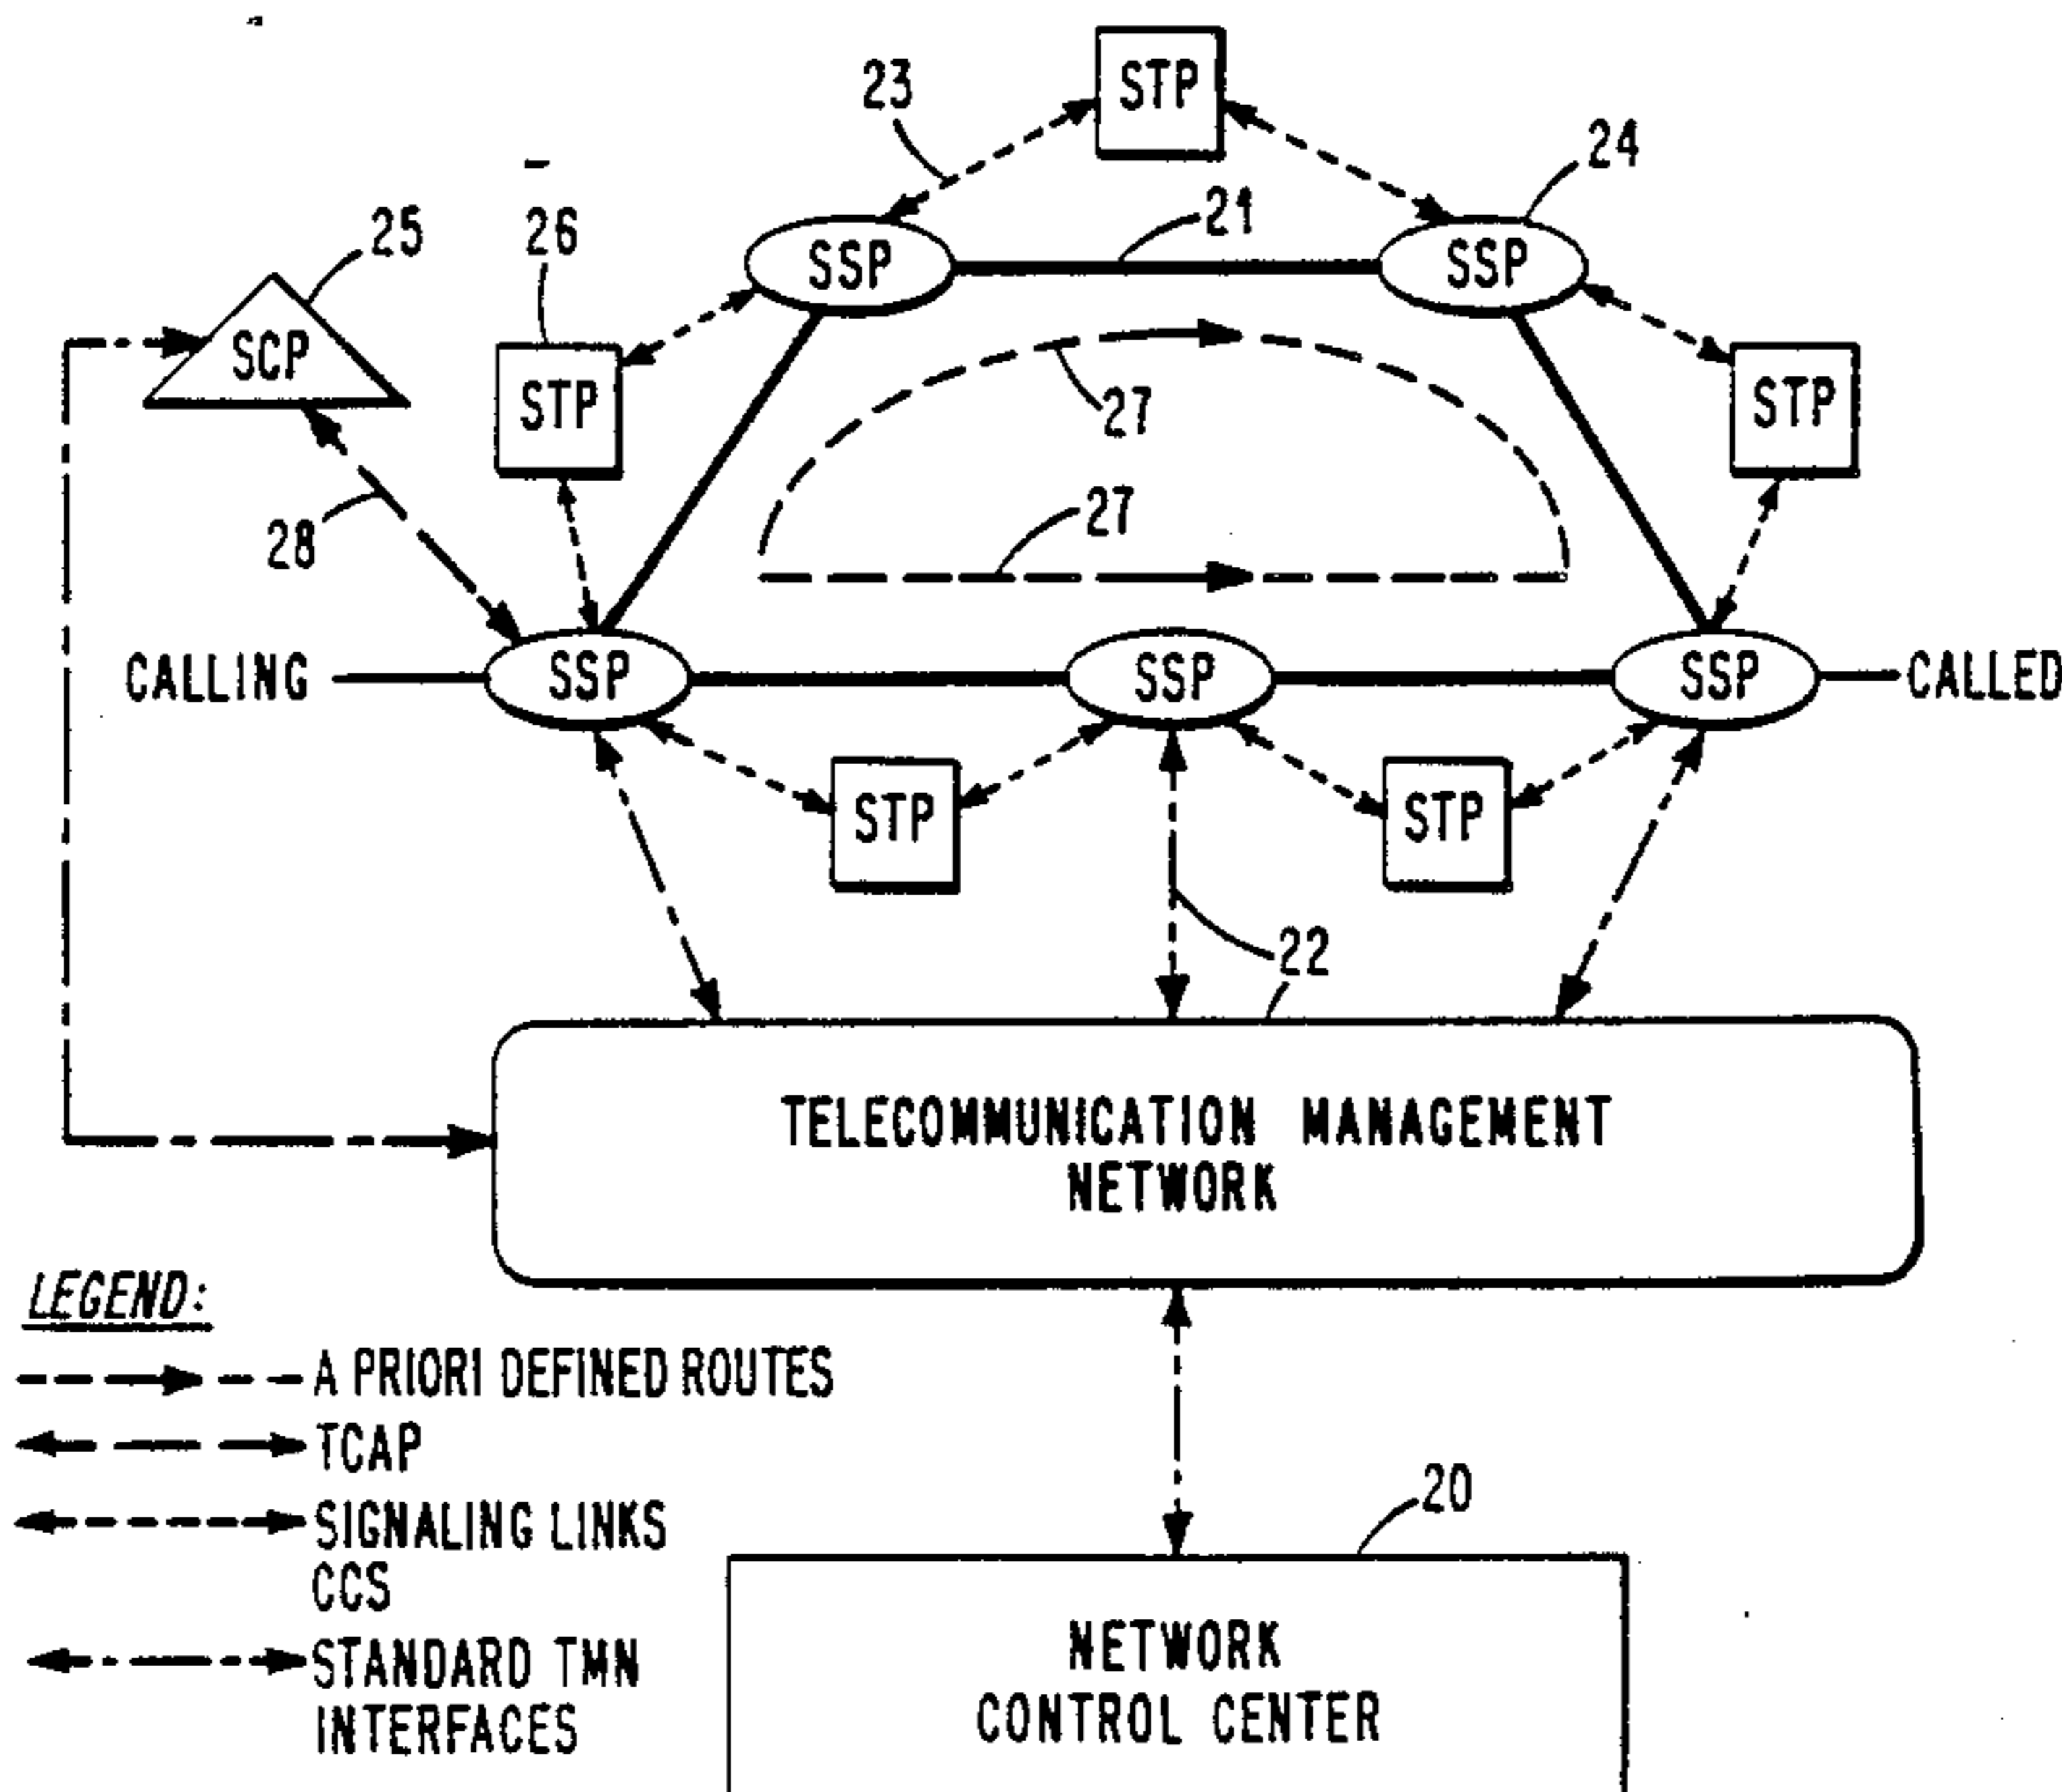 STP
23
24
21
26
25
SSP
SSP
SCP
STP
27
STP
27
28
CALLING
SSP
SSP
SSP
CALLED
STP
STP
22
TELECOMMUNICATION MANAGEMENT
NETWORK
LEGEND:
A PRIORI DEFINED ROUTES
TCAP
SIGNALING LINKS
CCS
STANDARD TMN
INTERFACES
20
NETWORK
CONTROL CENTER